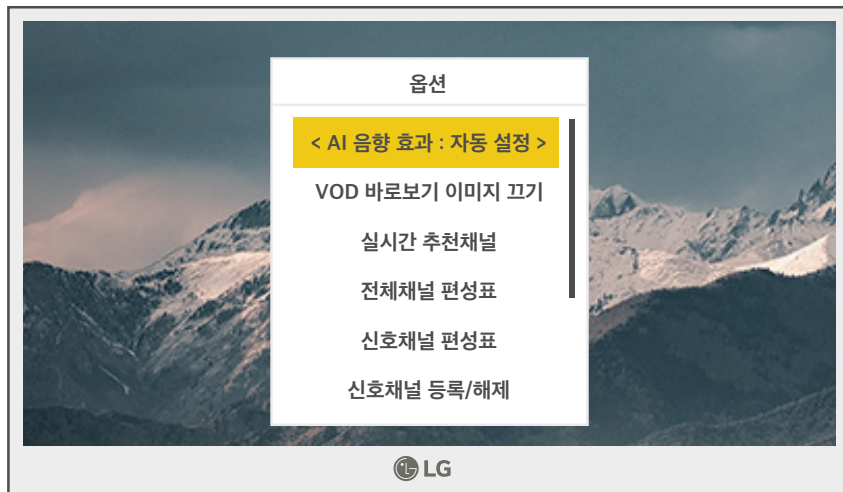 옵션
< AI 음향 효과 : 자동 설정 >
VOD 바로보기 이미지 끄기
실시간 추천채널
전체채널 편성표
신호채널 편성표
신호채널 등록/해제
LG